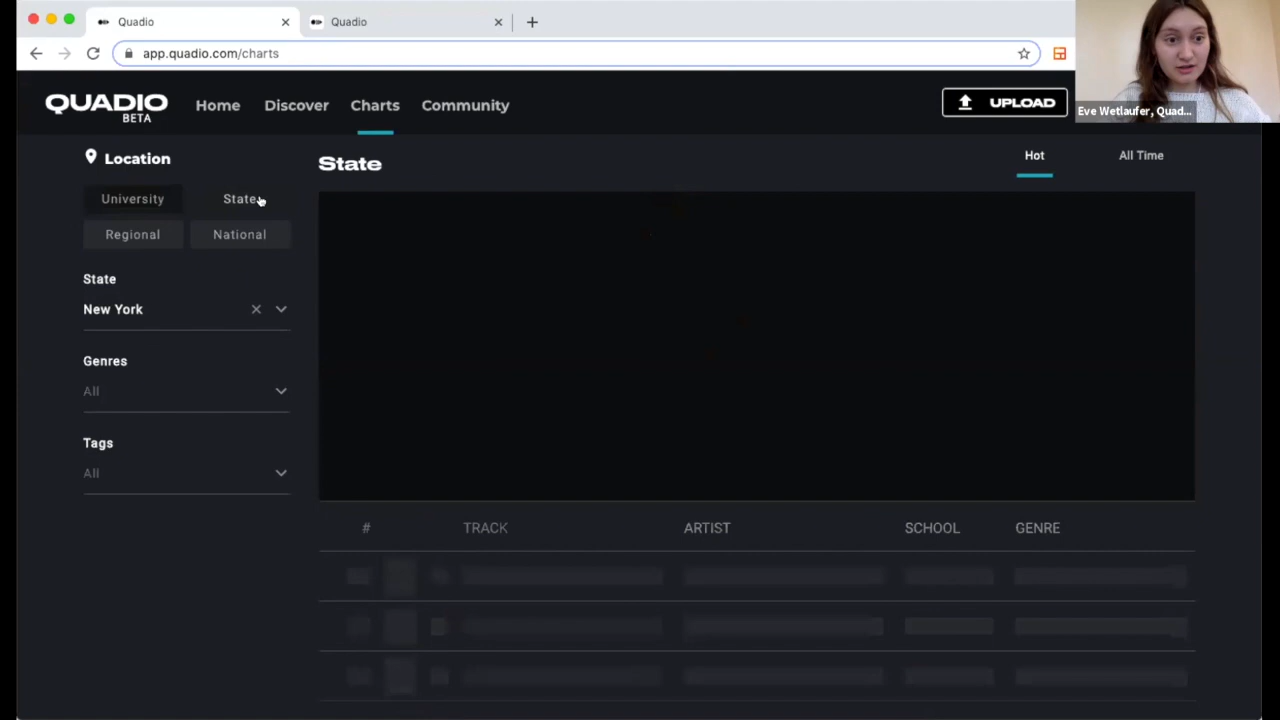 Quadio
Quadio
app.quadio.com/charts
Eve Wetlaufer, Quad...
QUADIO
BETA
Home
Discover
Charts
Community
UPLOAD
Location
University
State
Regional
National
State
New York
Genres
All
Tags
All
State
Hot
All Time
# TRACK ARTIST SCHOOL GENRE